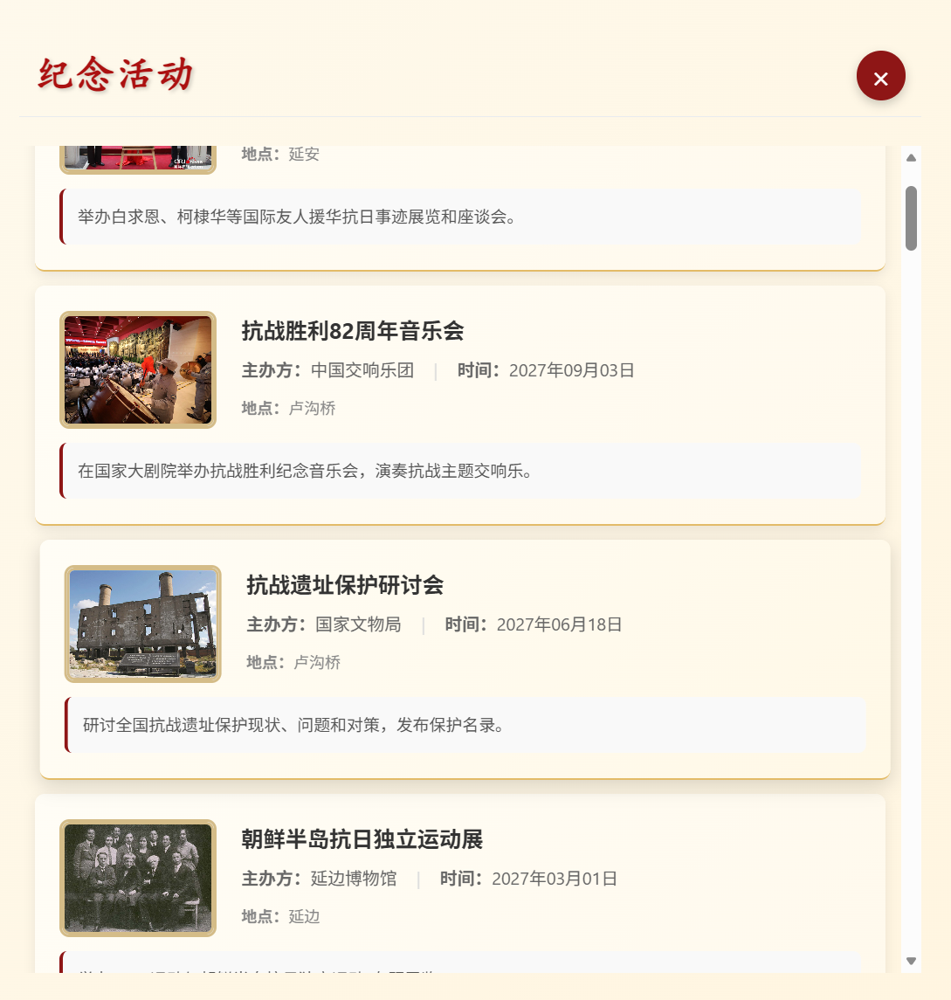 纪念活动
地点：延安
举办白求恩、柯棣华等国际友人援华抗日事迹展览和座谈会。
抗战胜利82周年音乐会
主办方：中国交响乐团 | 时间：2027年09月03日
地点：卢沟桥
在国家大剧院举办抗战胜利纪念音乐会，演奏抗战主题交响乐。
抗战遗址保护研讨会
主办方：国家文物局 | 时间：2027年06月18日
地点：卢沟桥
研讨全国抗战遗址保护现状、问题和对策，发布保护名录。
朝鲜半岛抗日独立运动展
主办方：延边博物馆 | 时间：2027年03月01日
地点：延边